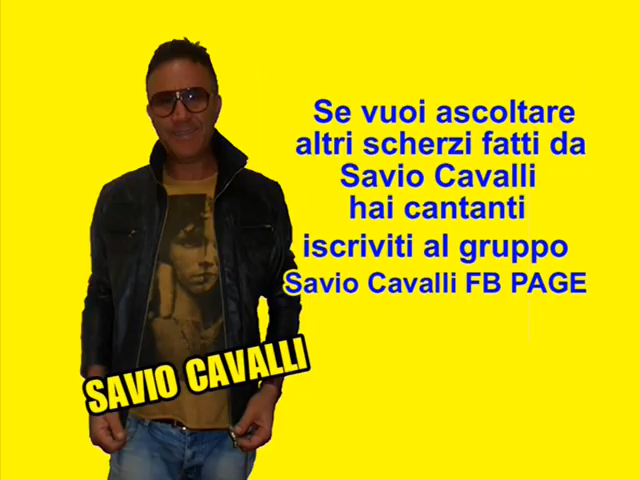 Se vuoi ascoltare
altri scherzi fatti da
Savio Cavalli
hai cantanti
iscriviti al gruppo
Savio Cavalli FB PAGE
SAVIO CAVALLI